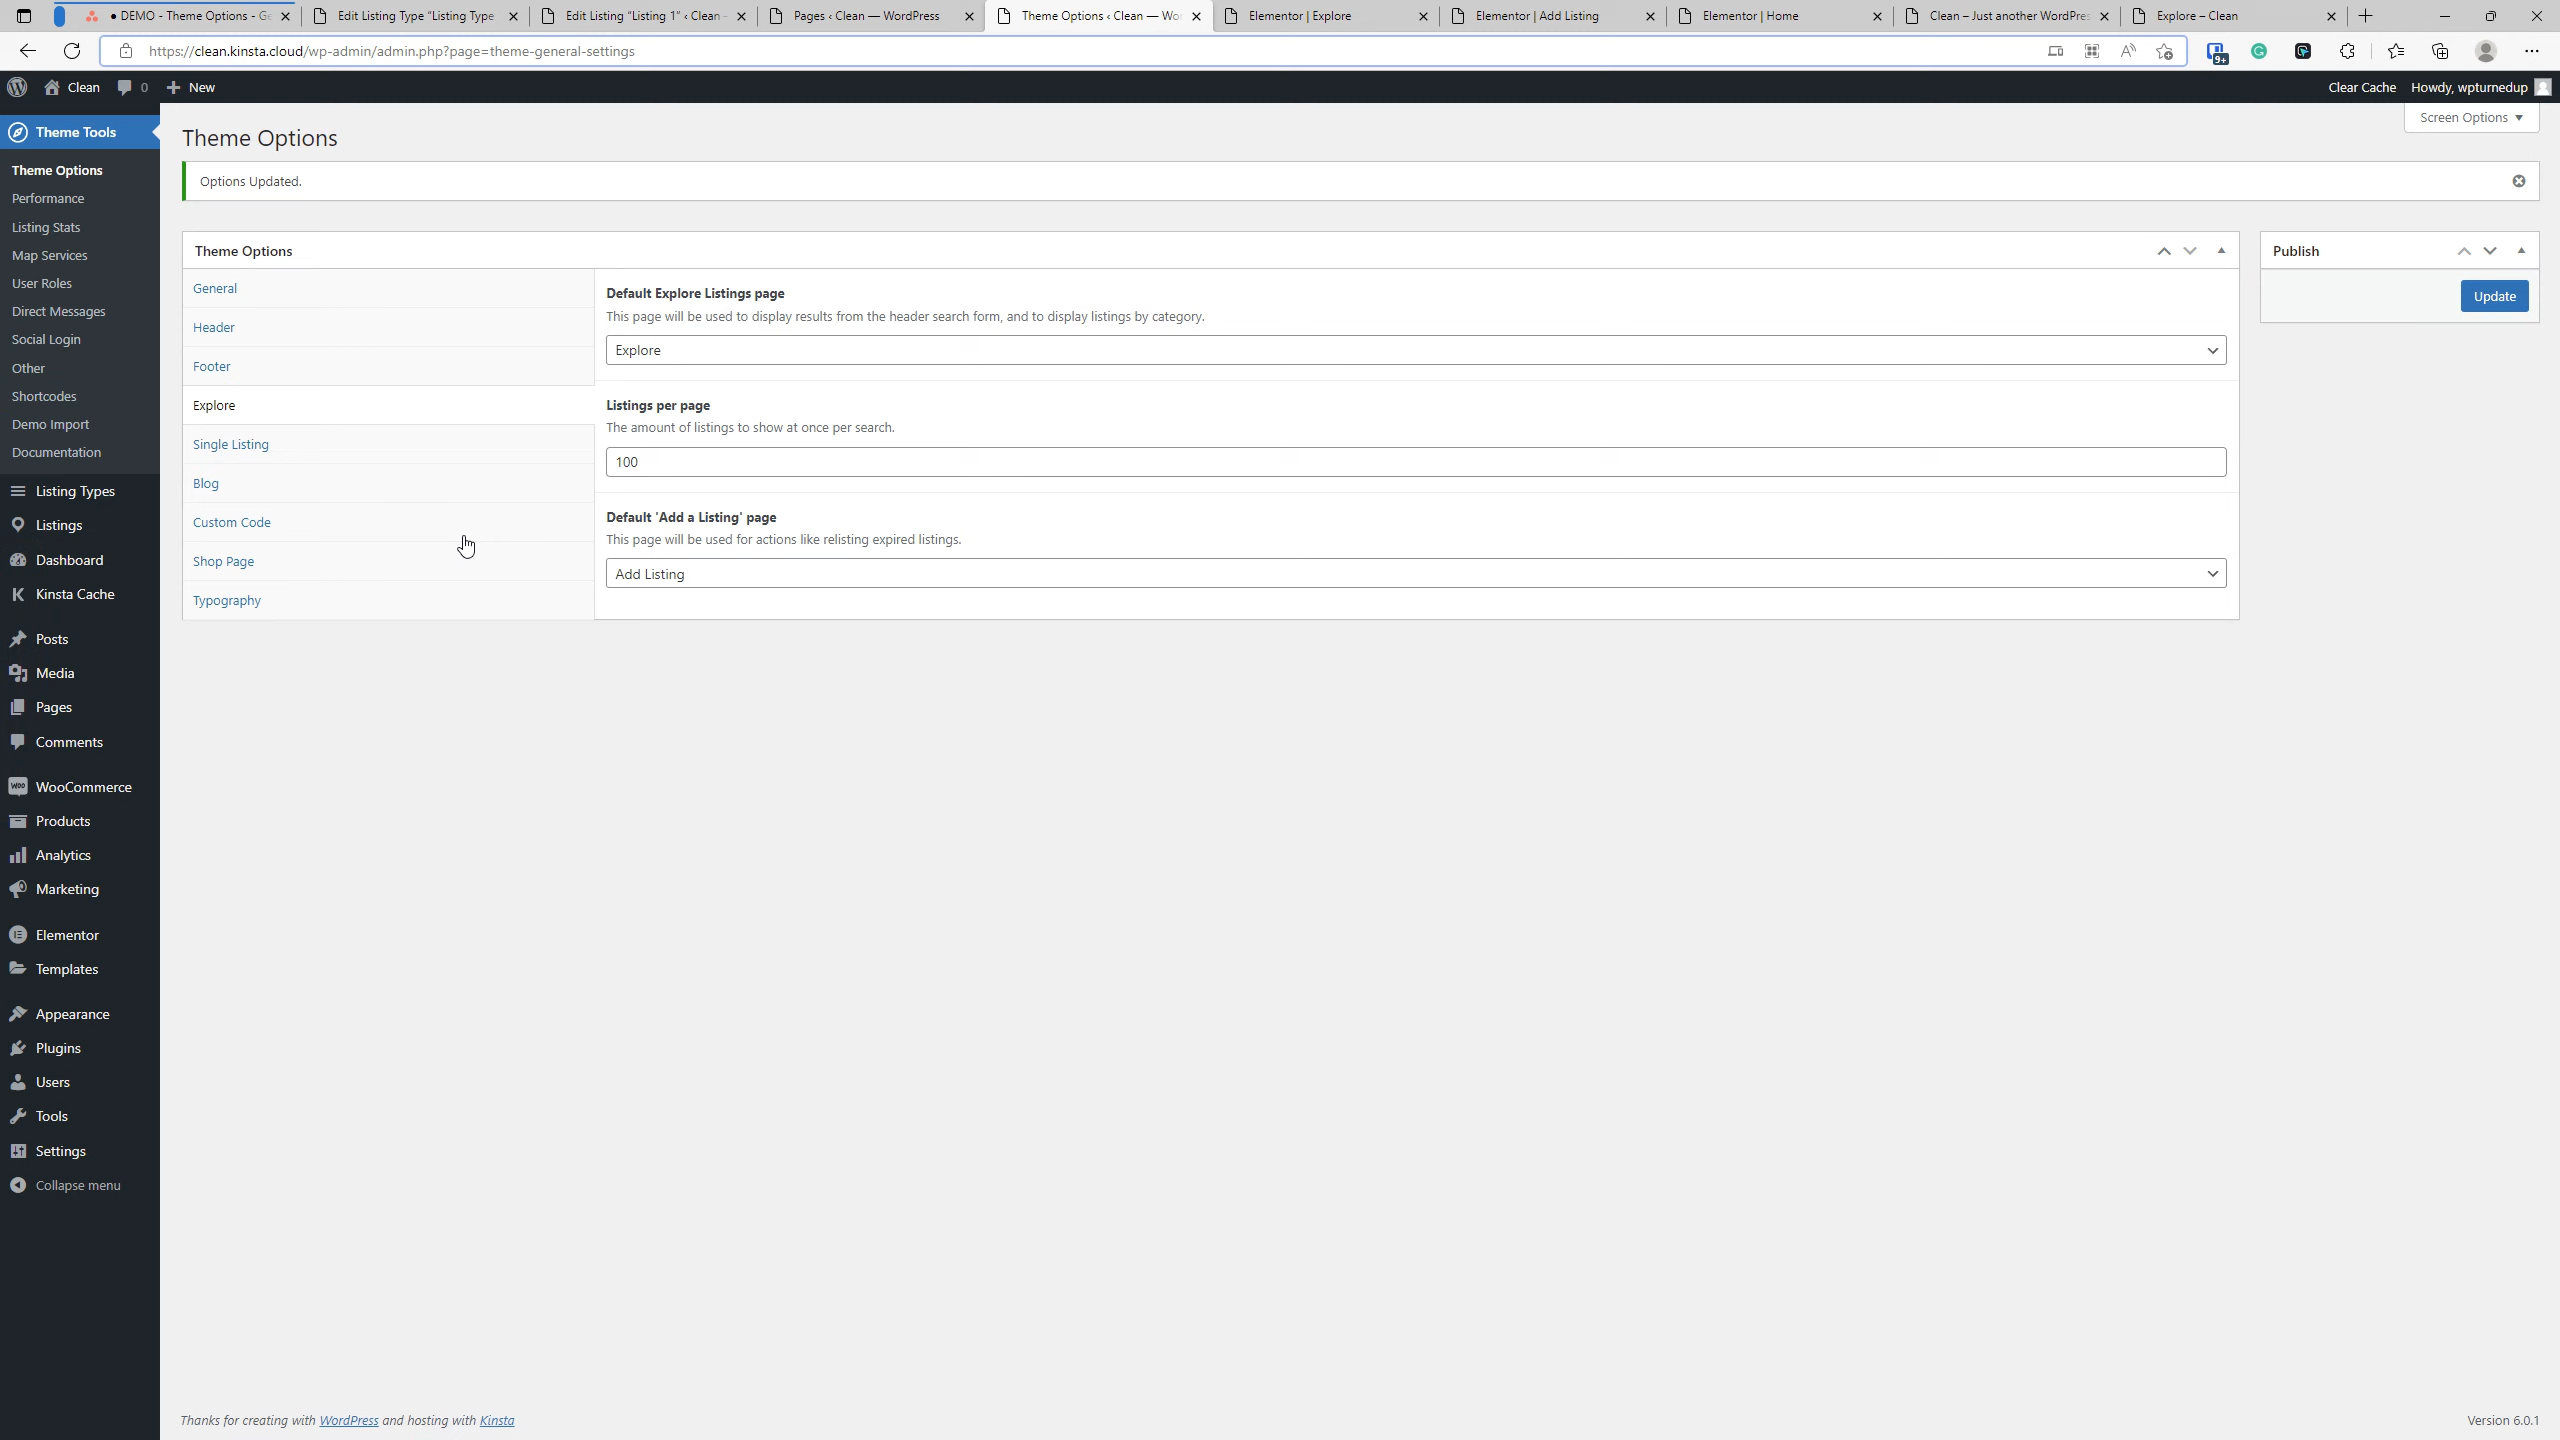 DEMO - Theme Options - Ge
Edit Listing Type "Listing Type
Edit Listing "Listing 1" ‹ Clean -
Pages ‹ Clean — WordPress
Theme Options ‹ Clean — Wo
Elementor | Explore
Elementor | Add Listing
Elementor | Home
Clean – Just another WordPres
Explore – Clean
https://clean.kinsta.cloud/wp-admin/admin.php?page=theme-general-settings
9+
Clean
0
New
Clear Cache
Howdy, wpturnedup
Theme Tools
Theme Options
Performance
Listing Stats
Map Services
User Roles
Direct Messages
Social Login
Other
Shortcodes
Demo Import
Documentation
Listing Types
Listings
Dashboard
Kinsta Cache
Posts
Media
Pages
Comments
WooCommerce
Products
Analytics
Marketing
Elementor
Templates
Appearance
Plugins
Users
Tools
Settings
Collapse menu
Screen Options
Theme Options
Options Updated.
Theme Options
General
Header
Footer
Explore
Single Listing
Blog
Custom Code
Shop Page
Typography
Default Explore Listings page
This page will be used to display results from the header search form, and to display listings by category.
Explore
Listings per page
The amount of listings to show at once per search.
100
Default 'Add a Listing' page
This page will be used for actions like relisting expired listings.
Add Listing
Publish
Update
Thanks for creating with WordPress and hosting with Kinsta
Version 6.0.1